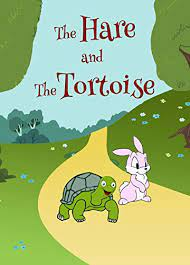 The Hare
and
The Tortoise